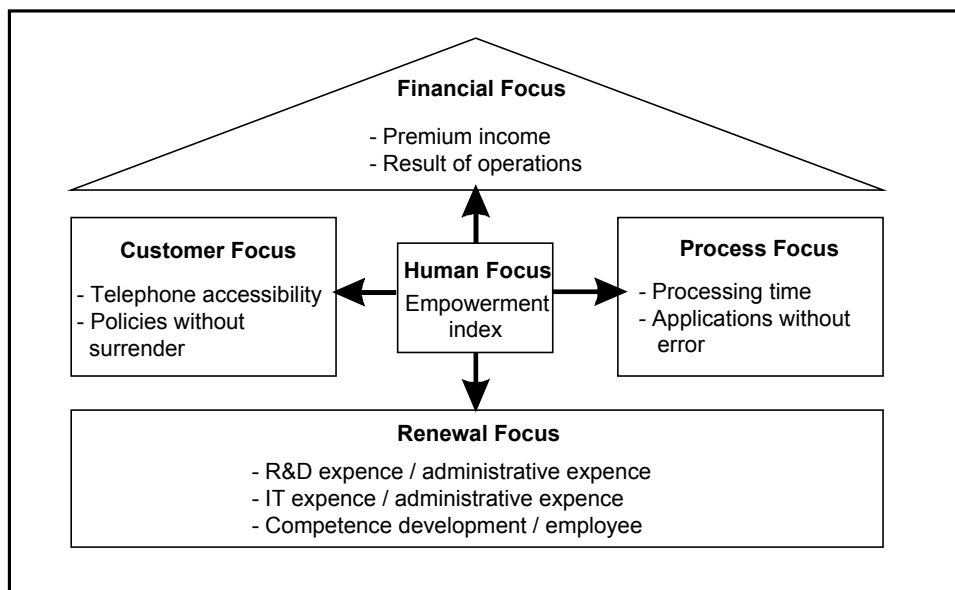 Financial Focus
- Premium income
- Result of operations
Customer Focus
- Telephone accessibility
- Policies without
surrender
Human Focus
Empowerment
index
Process Focus
- Processing time
- Applications without
error
Renewal Focus
- R&D expence / administrative expence
- IT expence / administrative expence
- Competence development / employee